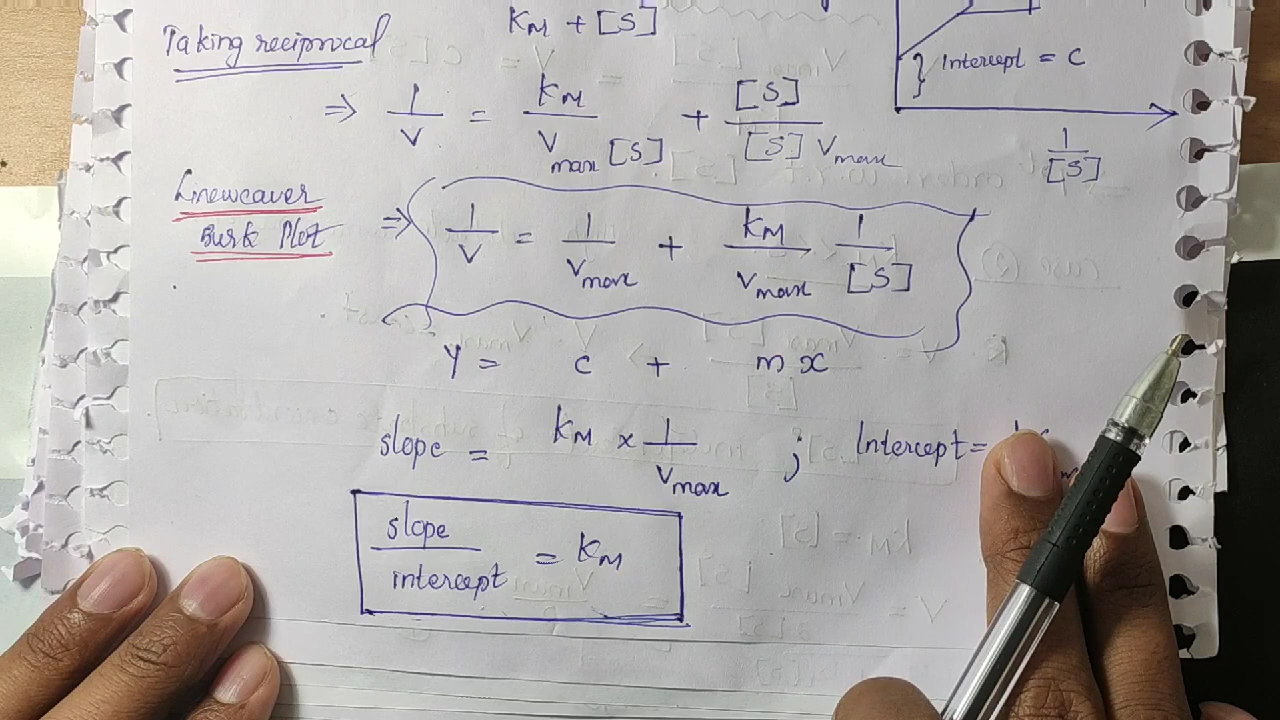 Taking reciprocal
KM + [S]
} Intercept = C
⇒ 1/V = KM/Vmax [S] + [S]/[S] Vmax
1/[S]
Lineweaver
Burk Plot
⇒ 1/V = 1/Vmax + KM/Vmax 1/[S]
Y = C + m x
slope = KM × 1/Vmax ; Intercept =
slope/intercept = KM